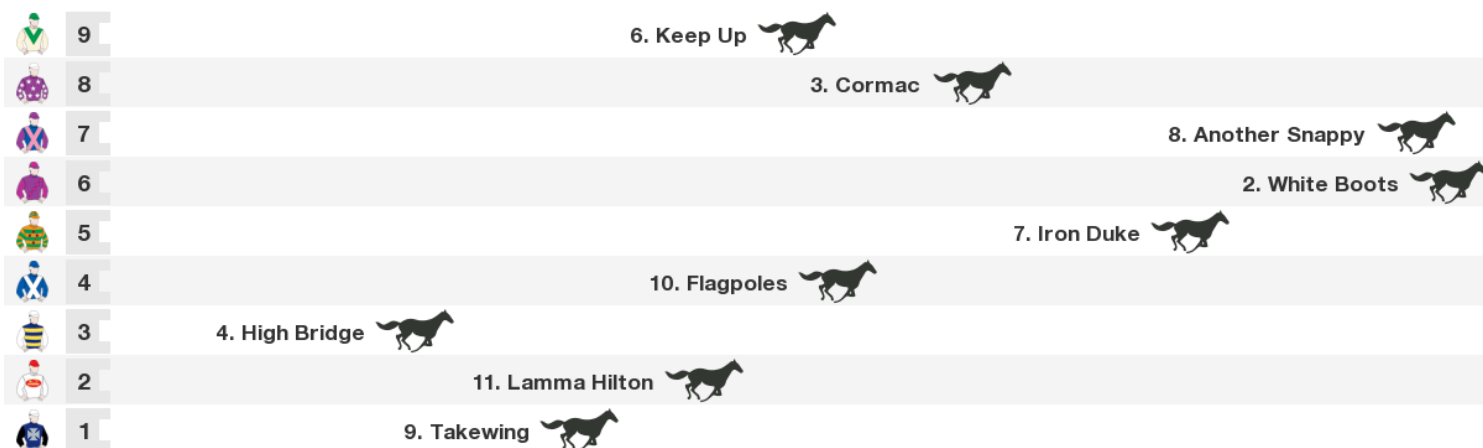 9 6. Keep Up
8 3. Cormac
7 8. Another Snappy
6 2. White Boots
5 7. Iron Duke
4 10. Flagpoles
3 4. High Bridge
2 11. Lamma Hilton
1 9. Takewing